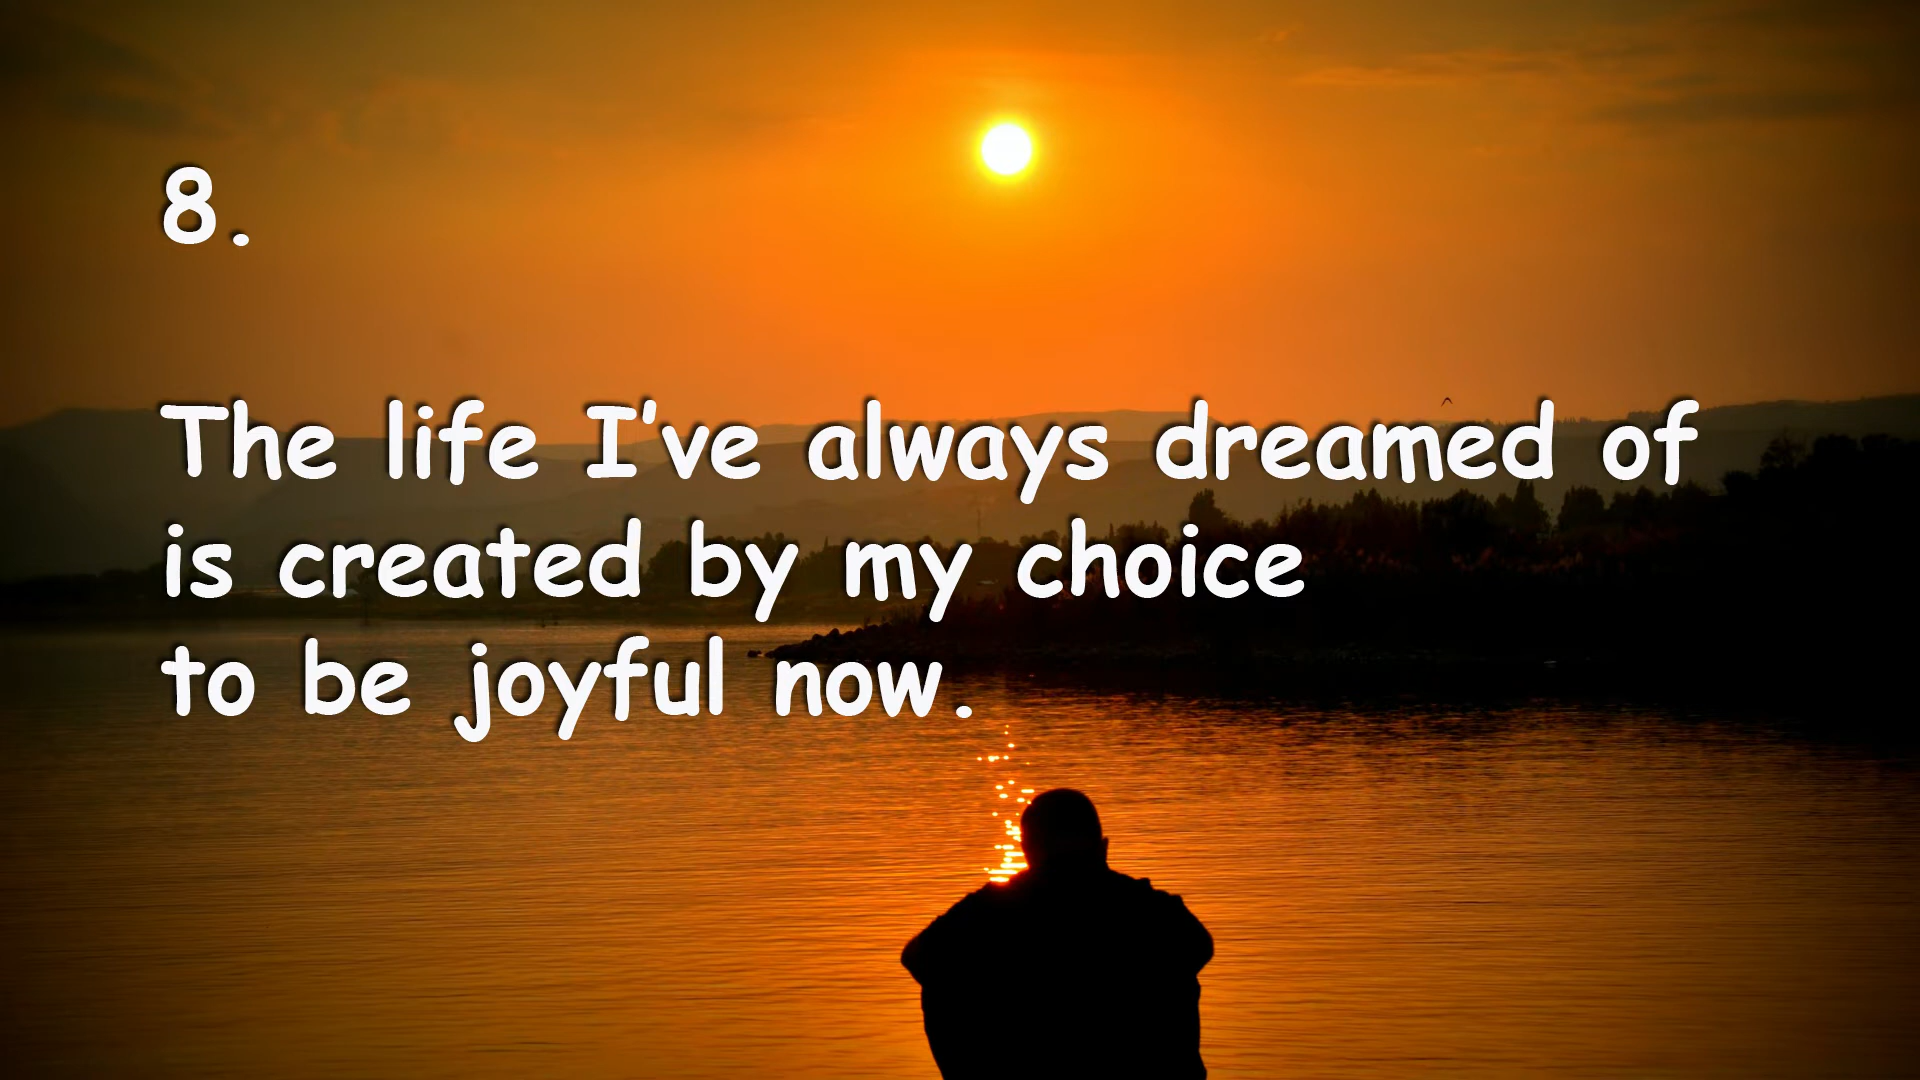 8.
The life I've always dreamed of
is created by my choice
to be joyful now.